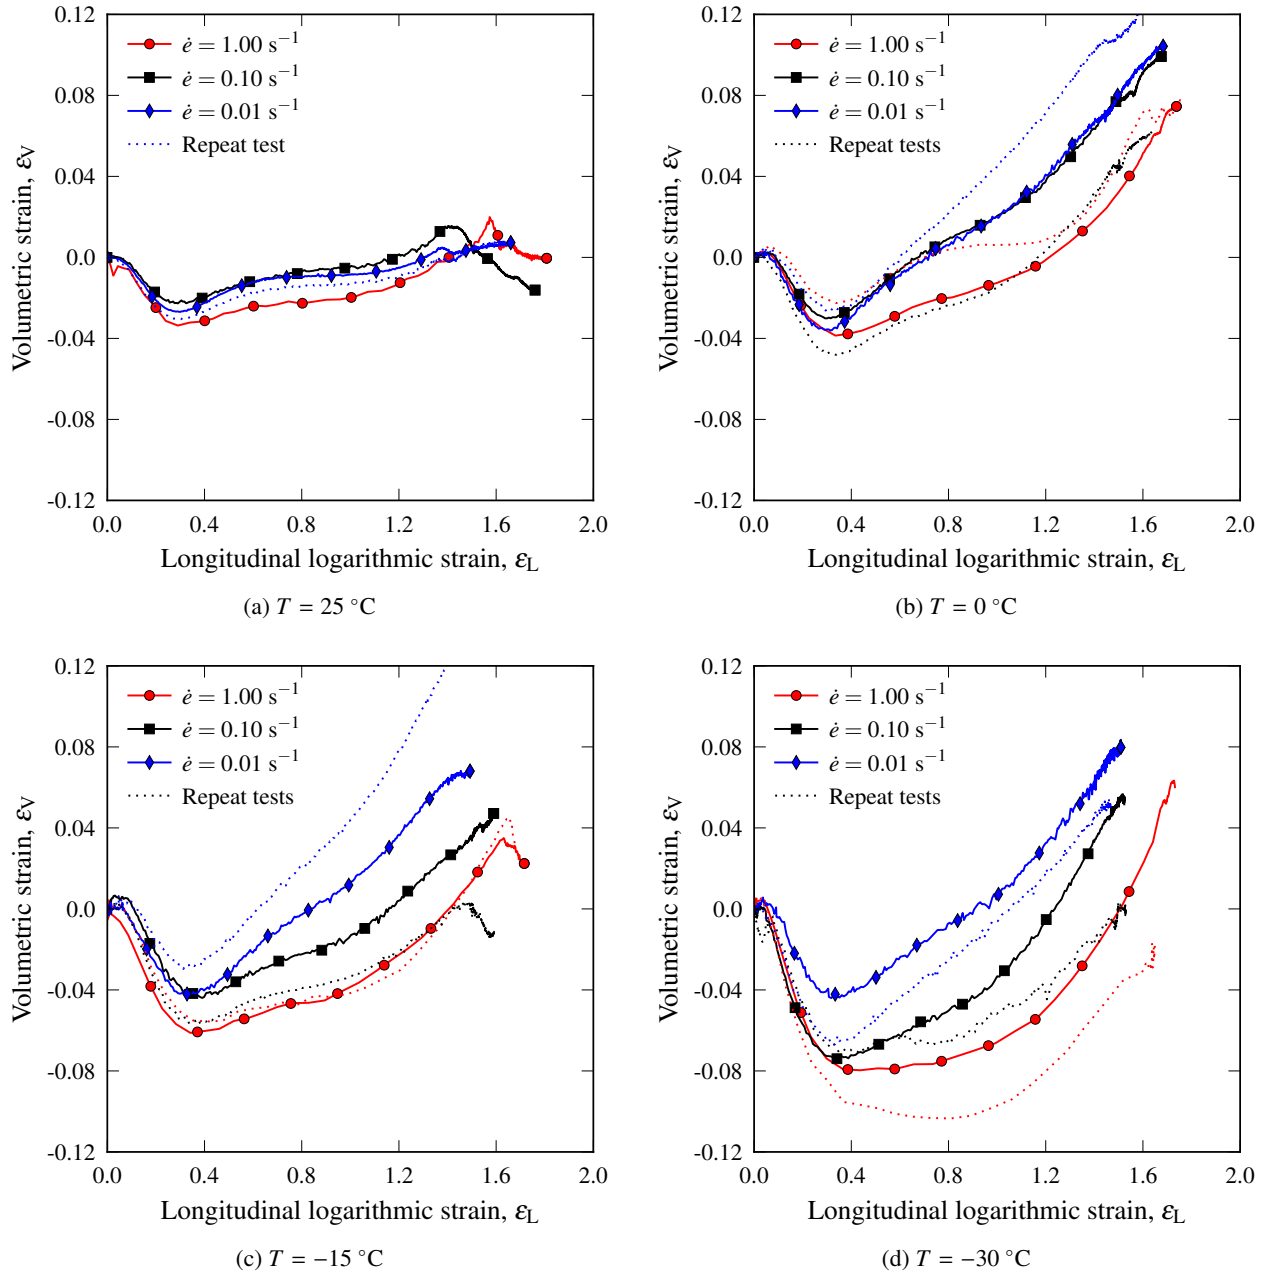 0.12
0.08
0.04
0.0
-0.04
-0.08
-0.12
Volumetric strain, εV
ė = 1.00 s−1
ė = 0.10 s−1
ė = 0.01 s−1
Repeat test
0.0 0.4 0.8 1.2 1.6 2.0
Longitudinal logarithmic strain, εL
(a) T = 25 °C
0.12
0.08
0.04
0.0
-0.04
-0.08
-0.12
Volumetric strain, εV
ė = 1.00 s−1
ė = 0.10 s−1
ė = 0.01 s−1
Repeat tests
0.0 0.4 0.8 1.2 1.6 2.0
Longitudinal logarithmic strain, εL
(b) T = 0 °C
0.12
0.08
0.04
0.0
-0.04
-0.08
-0.12
Volumetric strain, εV
ė = 1.00 s−1
ė = 0.10 s−1
ė = 0.01 s−1
Repeat tests
0.0 0.4 0.8 1.2 1.6 2.0
Longitudinal logarithmic strain, εL
(c) T = −15 °C
0.12
0.08
0.04
0.0
-0.04
-0.08
-0.12
Volumetric strain, εV
ė = 1.00 s−1
ė = 0.10 s−1
ė = 0.01 s−1
Repeat tests
0.0 0.4 0.8 1.2 1.6 2.0
Longitudinal logarithmic strain, εL
(d) T = −30 °C